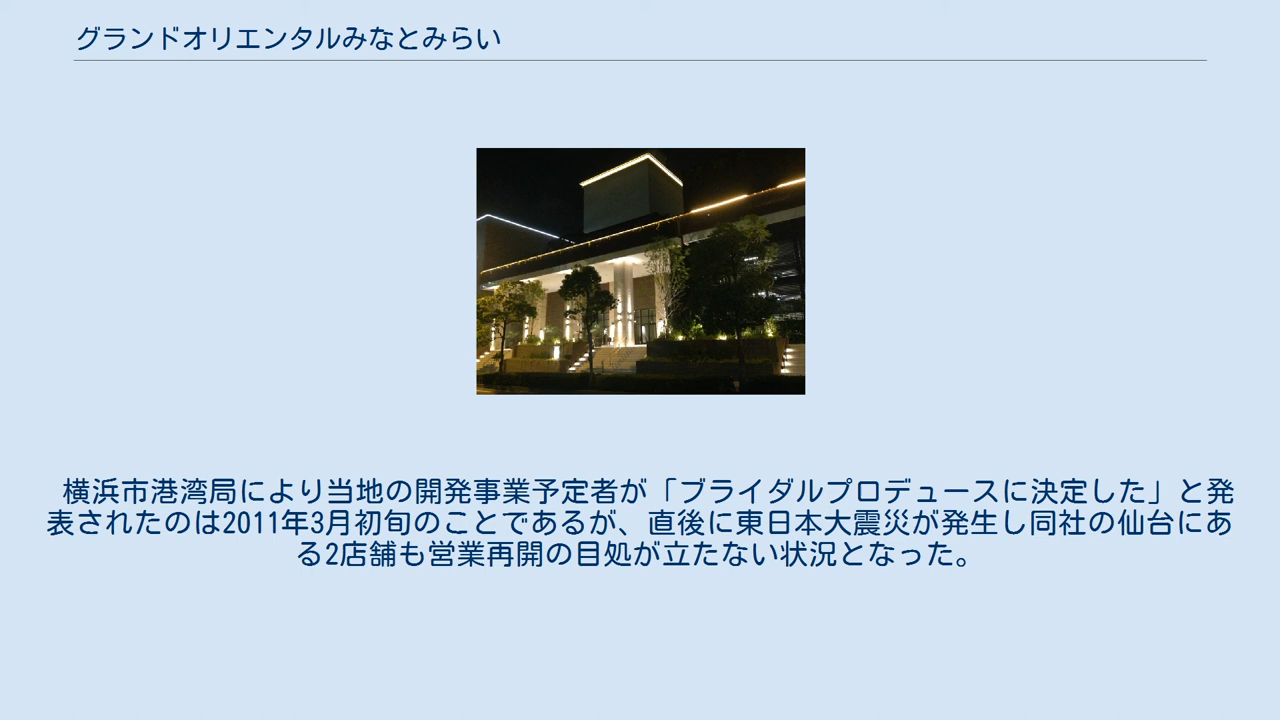 グランドオリエンタルみなとみらい
横浜市港湾局により当地の開発事業予定者が「ブライダルプロデュースに決定した」と発
表されたのは2011年3月初旬のことであるが、直後に東日本大震災が発生し同社の仙台にあ
る2店舗も営業再開の目処が立たない状況となった。